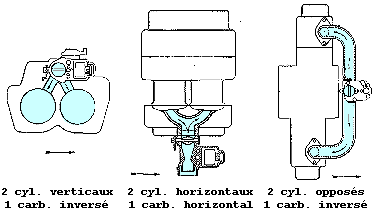 2 cyl. verticaux
1 carb. inversé
2 cyl. horizontaux
1 carb. horizontal
2 cyl. opposés
1 carb. inversé